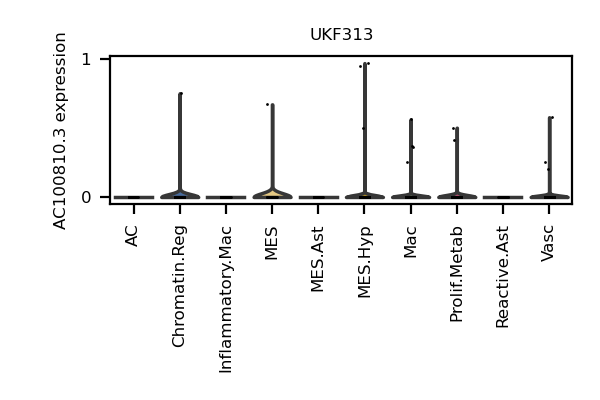 UKF313
AC100810.3 expression
1
0
AC
Chromatin.Reg
Inflammatory.Mac
MES
MES.Ast
MES.Hyp
Mac
Prolif.Metab
Reactive.Ast
Vasc